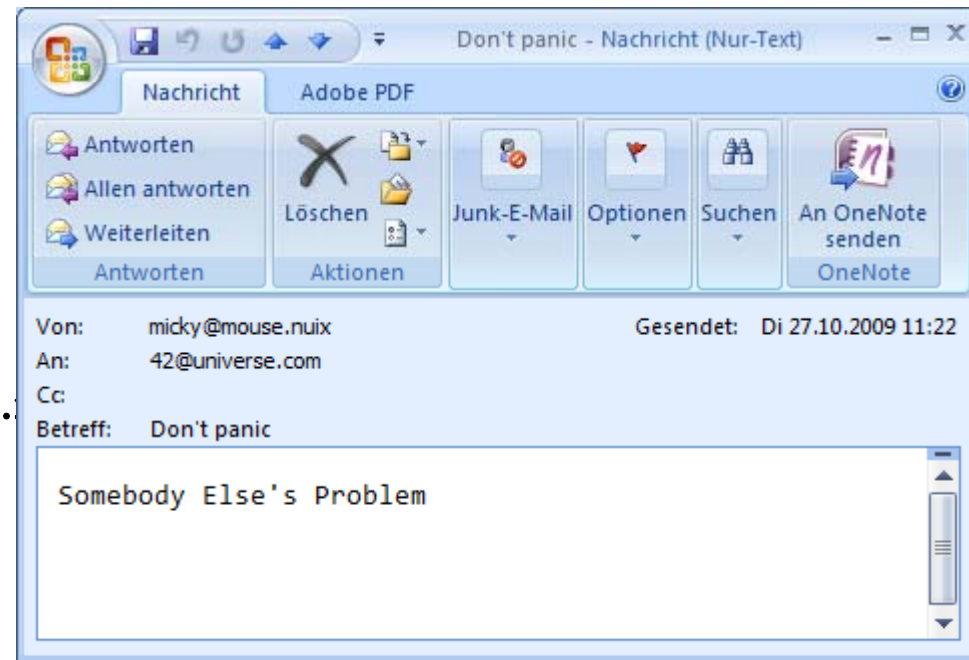 Don't panic - Nachricht (Nur-Text)
Nachricht Adobe PDF
Antworten
Allen antworten
Weiterleiten
Antworten
Löschen
Aktionen
Junk-E-Mail
Optionen
Suchen
An OneNote
senden
OneNote
Von: micky@mouse.nuix Gesendet: Di 27.10.2009 11:22
An: 42@universe.com
Cc:
Betreff: Don't panic
Somebody Else's Problem